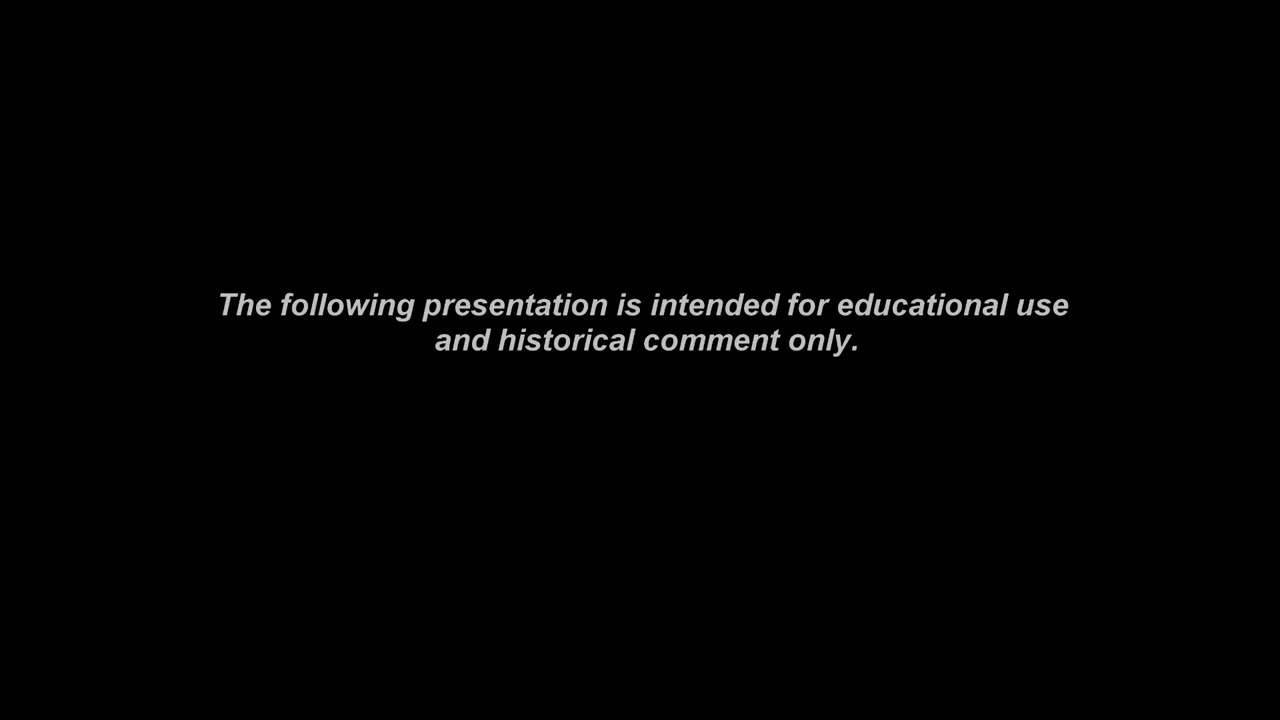 The following presentation is intended for educational use
and historical comment only.